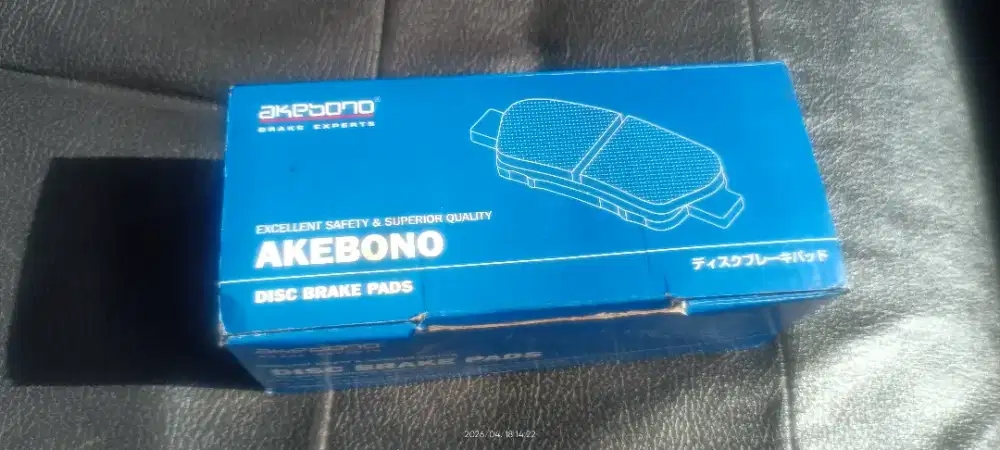 akebono®
BRAKE EXPERTS
EXCELLENT SAFETY & SUPERIOR QUALITY
AKEBONO
DISC BRAKE PADS
ディスクブレーキパッド
akebono
DISC BRAKE PADS
2026/04/18 14:22